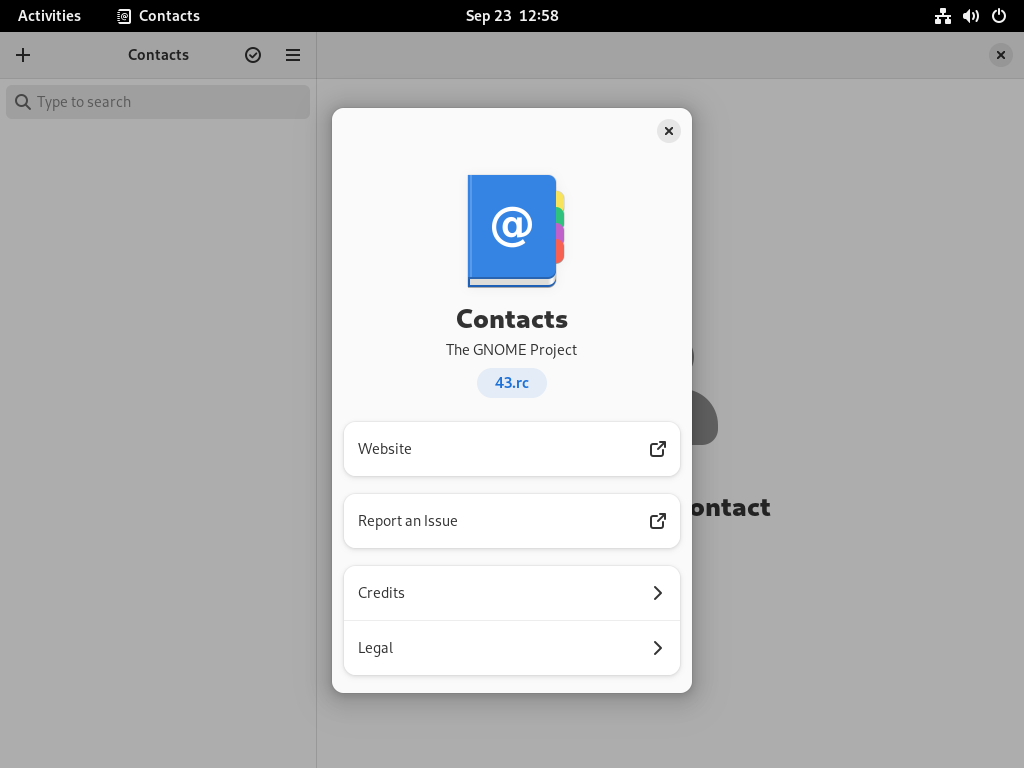 Activities Contacts Sep 23 12:58
Contacts
Type to search
@
Contacts
The GNOME Project
43.rc
Website
Report an Issue
ontact
Credits
Legal